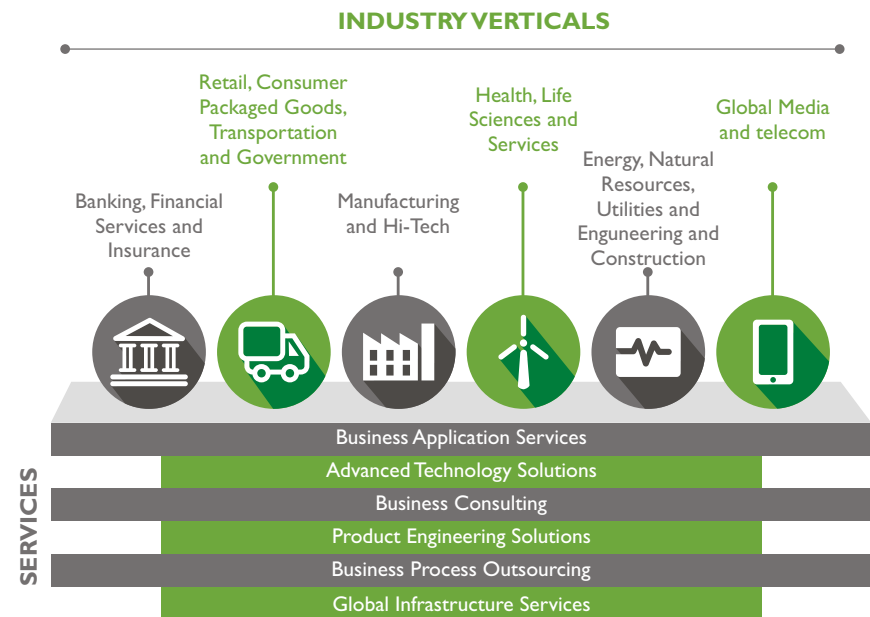 INDUSTRY VERTICALS
Banking, Financial
Services and
Insurance
Retail, Consumer
Packaged Goods,
Transportation
and Government
Manufacturing
and Hi-Tech
Health, Life
Sciences and
Services
Energy, Natural
Resources,
Utilities and
Enguneering and
Construction
Global Media
and telecom
SERVICES
Business Application Services
Advanced Technology Solutions
Business Consulting
Product Engineering Solutions
Business Process Outsourcing
Global Infrastructure Services